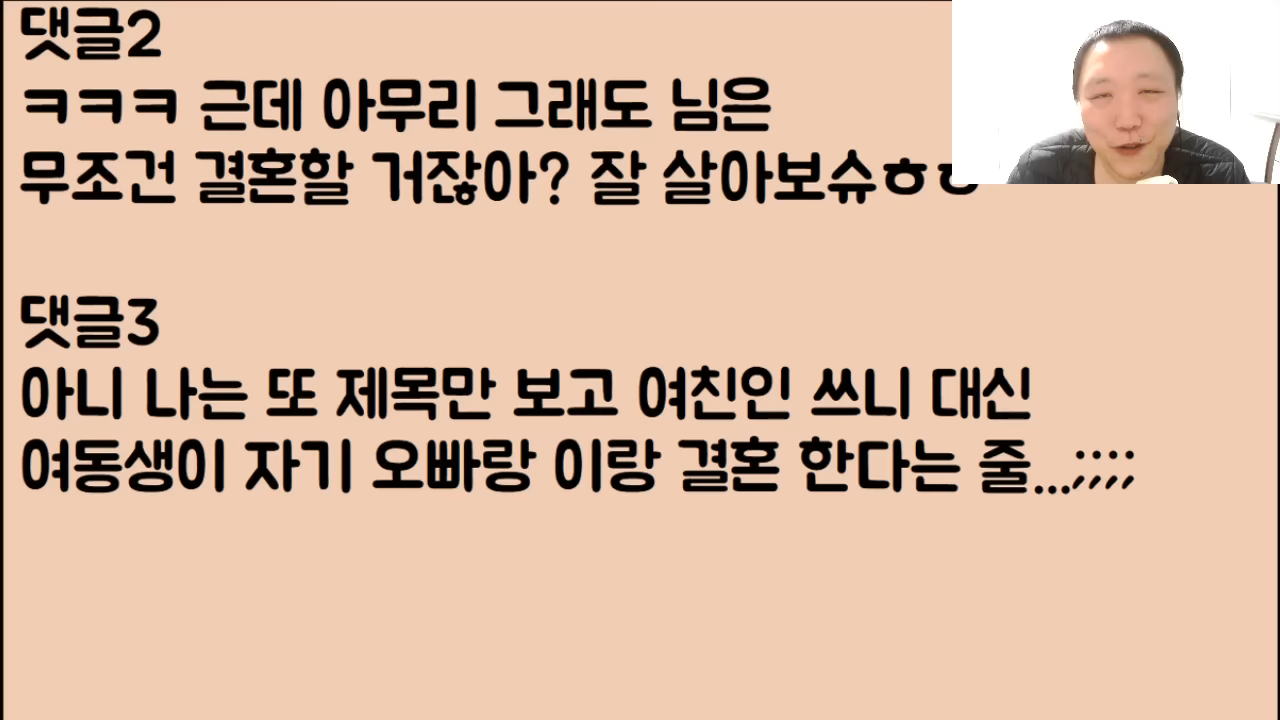 댓글2
ㅋㅋㅋ 근데 아무리 그래도 님은
무조건 결혼할 거잖아? 잘 살아보슈ㅎㅎ
댓글3
아니 나는 또 제목만 보고 여친인 쓰니 대신
여동생이 자기 오빠랑 이랑 결혼 한다는 줄...;;;;